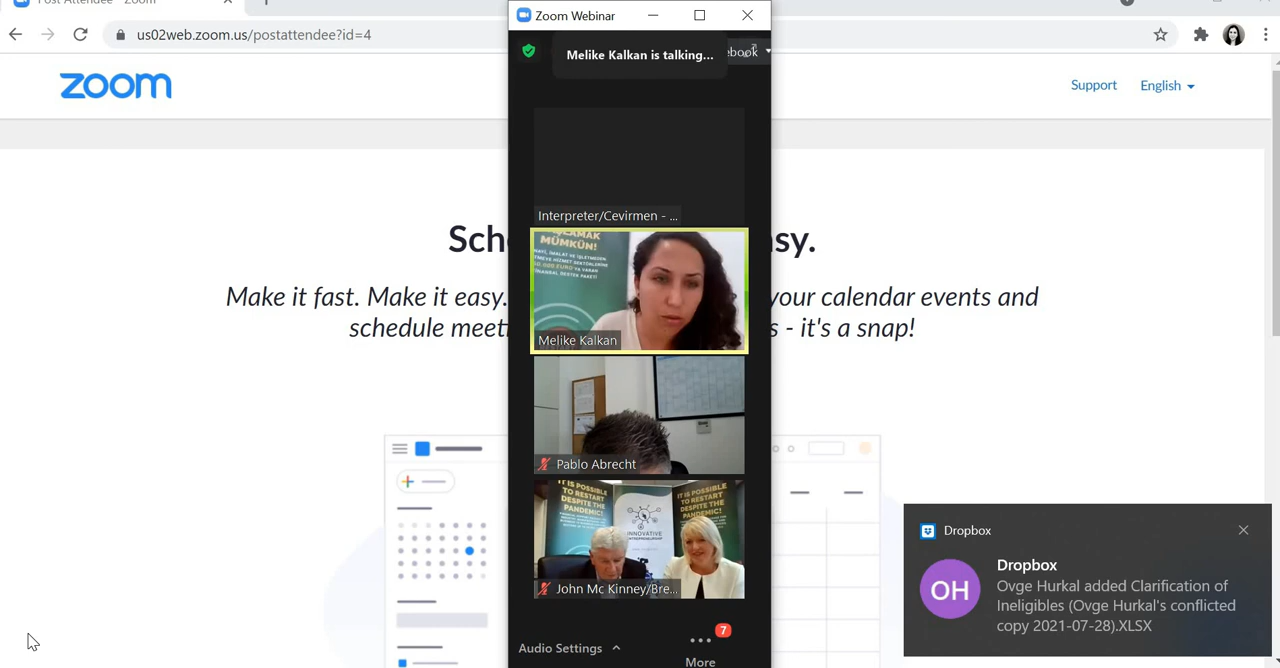 Post Attendee - Zoom
us02web.zoom.us/postattendee?id=4
zoom
Support
English
Make it fast. Make it easy.
your calendar events and
schedule
- it's a snap!
Zoom Webinar
Melike Kalkan is talking...
Interpreter/Cevirmen - ...
MÜMKÜN!
Melike Kalkan
Pablo Abrecht
IT IS POSSIBLE
TO RESTART
DESPITE THE
PANDEMIC!
INNOVATIVE
ENTREPRENEURSHIP
IT IS POSSIBLE
TO RESTART
DESPITE THE
PANDEMIC!
John Mc Kinney/Bre...
Audio Settings
7
More
Dropbox
OH
Dropbox
Ovge Hurkal added Clarification of
Ineligibles (Ovge Hurkal's conflicted
copy 2021-07-28).XLSX